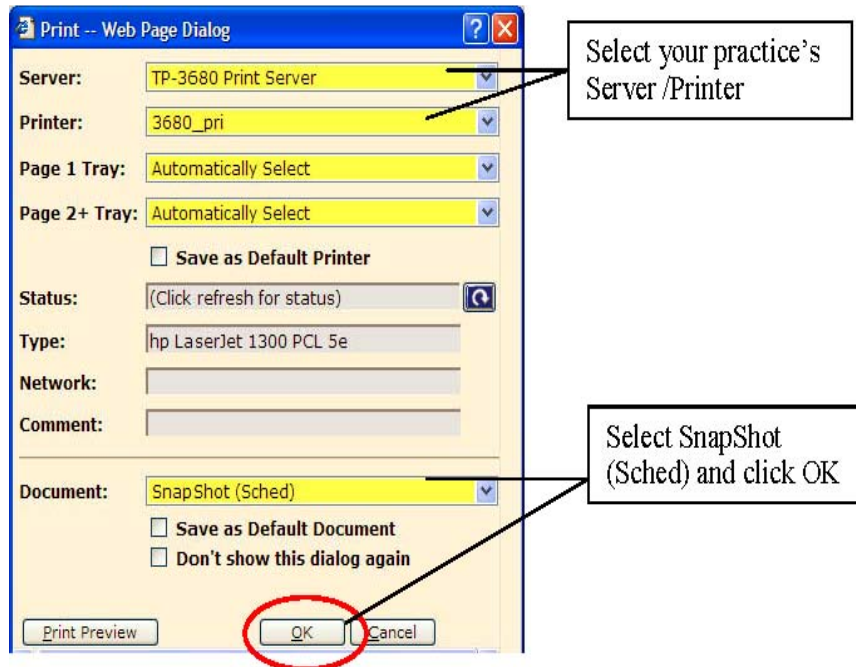 Print -- Web Page Dialog
Server: TP-3680 Print Server
Printer: 3680_pri
Page 1 Tray: Automatically Select
Page 2+ Tray: Automatically Select
Save as Default Printer
Status: (Click refresh for status)
Type: hp LaserJet 1300 PCL 5e
Network:
Comment:
Document: SnapShot (Sched)
Save as Default Document
Don't show this dialog again
Print Preview OK Cancel
Select your practice's
Server /Printer
Select SnapShot
(Sched) and click OK